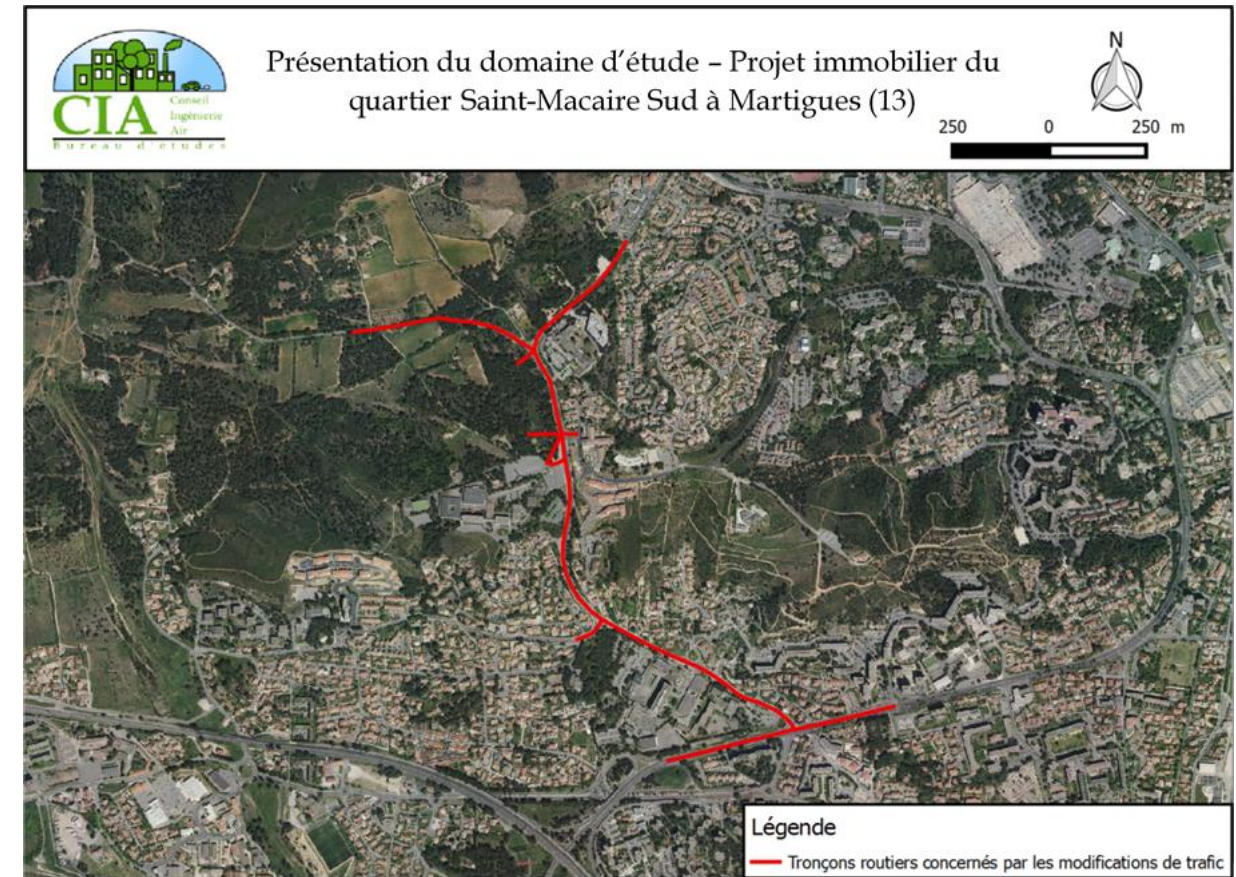 CIA
Conseil
Ingénierie
Air
Bureau d'études
Présentation du domaine d'étude – Projet immobilier du
quartier Saint-Macaire Sud à Martigues (13)
N
250 0 250 m
Légende
Tronçons routiers concernés par les modifications de trafic